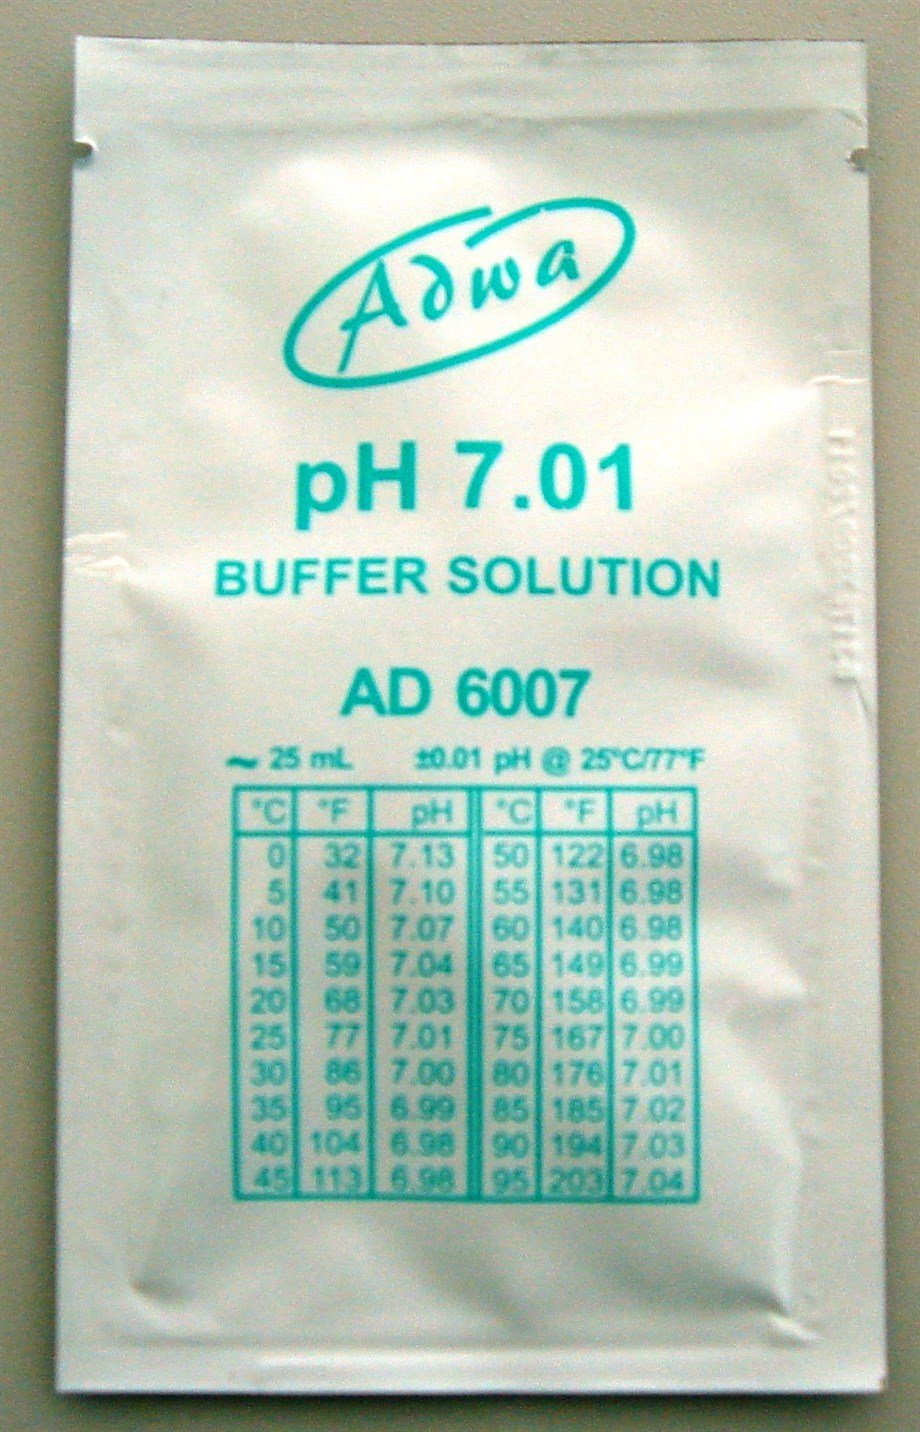 Adwa
pH 7.01
BUFFER SOLUTION
AD 6007
~ 25 mL ±0.01 pH @ 25°C/77°F
°C °F pH °C °F pH
0 32 7.13 50 122 6.98
5 41 7.10 55 131 6.98
10 50 7.07 60 140 6.98
15 59 7.04 65 149 6.99
20 68 7.03 70 158 6.99
25 77 7.01 75 167 7.00
30 86 7.00 80 176 7.01
35 95 6.99 85 185 7.02
40 104 6.98 90 194 7.03
45 113 6.98 95 203 7.04